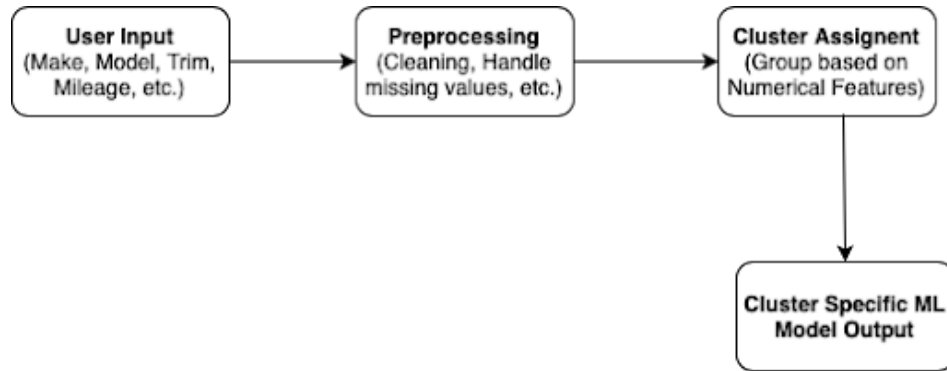 User Input
(Make, Model, Trim,
Mileage, etc.)
Preprocessing
(Cleaning, Handle
missing values, etc.)
Cluster Assignent
(Group based on
Numerical Features)
Cluster Specific ML
Model Output